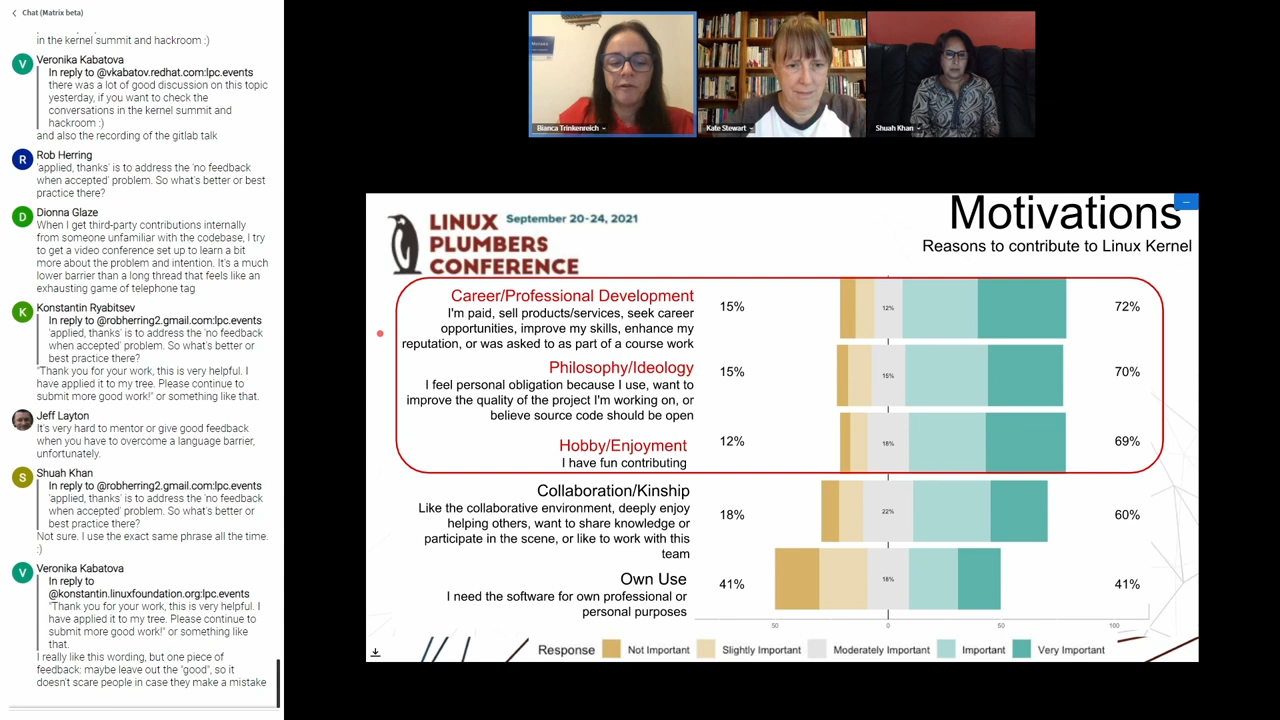 Chat (Matrix beta)
in the kernel summit and hackroom :)
V
Veronika Kabatova
In reply to @vkabatov.redhat.com:lpc.events
there was a lot of good discussion on this topic
yesterday, if you want to check the
conversations in the kernel summit and
hackroom :)
and also the recording of the gitlab talk
R
Rob Herring
'applied, thanks' is to address the 'no feedback
when accepted' problem. So what's better or best
practice there?
D
Dionna Glaze
When I get third-party contributions internally
from someone unfamiliar with the codebase, I try
to get a video conference set up to learn a bit
more about the problem and intention. It's a much
lower barrier than a long thread that feels like an
exhausting game of telephone tag
K
Konstantin Ryabitsev
In reply to @robherring2.gmail.com:lpc.events
'applied, thanks' is to address the 'no
feedback when accepted' problem. So what's
better or best practice there?
"Thank you for your work, this is very helpful. I
have applied it to my tree. Please continue to
submit more good work!" or something like that.
Jeff Layton
It's very hard to mentor or give good feedback
when you have to overcome a language barrier,
unfortunately.
S
Shuah Khan
In reply to @robherring2.gmail.com:lpc.events
'applied, thanks' is to address the 'no
feedback when accepted' problem. So what's
better or best practice there?
Not sure. I use the exact same phrase all the time.
:)
V
Veronika Kabatova
In reply to
@konstantin.linuxfoundation.org:lpc.events
"Thank you for your work, this is very helpful. I
have applied it to my tree. Please continue to
submit more good work!" or something like
that.
I really like this wording, but one piece of
feedback: maybe leave out the "good", so it
doesn't scare people in case they make a mistake
Bianca Trinkenreich
Kate Stewart
Shuah Khan
LINUX
PLUMBERS
CONFERENCE
September 20-24, 2021
Motivations
Reasons to contribute to Linux Kernel
Career/Professional Development
I'm paid, sell products/services, seek career
opportunities, improve my skills, enhance my
reputation, or was asked to as part of a course work
15%
12%
72%
Philosophy/Ideology
I feel personal obligation because I use, want to
improve the quality of the project I'm working on, or
believe source code should be open
15%
15%
70%
Hobby/Enjoyment
I have fun contributing
12%
18%
69%
Collaboration/Kinship
Like the collaborative environment, deeply enjoy
helping others, want to share knowledge or
participate in the scene, or like to work with this
team
18%
22%
60%
Own Use
I need the software for own professional or
personal purposes
41%
18%
41%
50 0 50 100
Response Not Important Slightly Important Moderately Important Important Very Important